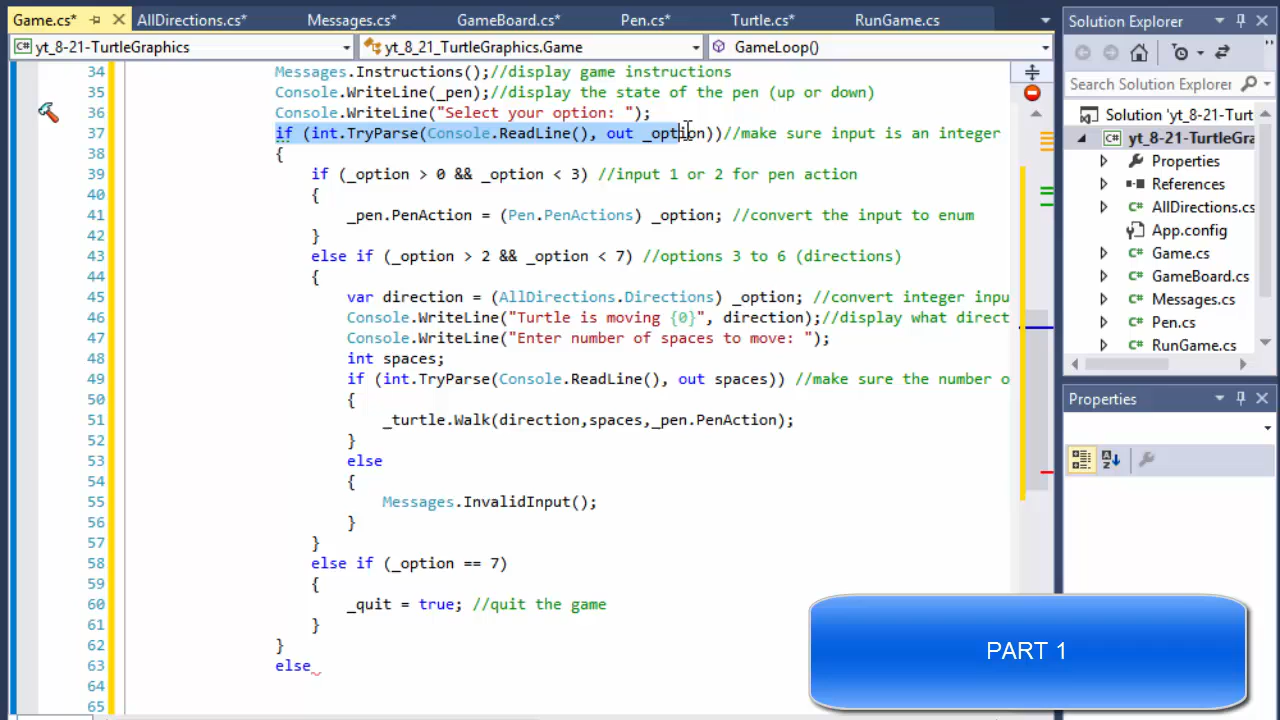 Game.cs* AllDirections.cs* Messages.cs* GameBoard.cs* Pen.cs* Turtle.cs* RunGame.cs
yt_8-21-TurtleGraphics yt_8_21_TurtleGraphics.Game GameLoop()
34 Messages.Instructions();//display game instructions
35 Console.WriteLine(_pen);//display the state of the pen (up or down)
36 Console.WriteLine("Select your option: ");
37 if (int.TryParse(Console.ReadLine(), out _option))//make sure input is an integer
38 {
39 if (_option > 0 && _option < 3) //input 1 or 2 for pen action
40 {
41 _pen.PenAction = (Pen.PenActions) _option; //convert the input to enum
42 }
43 else if (_option > 2 && _option < 7) //options 3 to 6 (directions)
44 {
45 var direction = (AllDirections.Directions) _option; //convert integer inpu
46 Console.WriteLine("Turtle is moving {0}", direction);//display what direct
47 Console.WriteLine("Enter number of spaces to move: ");
48 int spaces;
49 if (int.TryParse(Console.ReadLine(), out spaces)) //make sure the number o
50 {
51 _turtle.Walk(direction,spaces,_pen.PenAction);
52 }
53 else
54 {
55 Messages.InvalidInput();
56 }
57 }
58 else if (_option == 7)
59 {
60 _quit = true; //quit the game
61 }
62 }
63 else
64
65
Solution Explorer
Search Solution Explorer
Solution 'yt_8-21-Turt
C# yt_8-21-TurtleGra
Properties
References
C# AllDirections.cs
App.config
C# Game.cs
C# GameBoard.cs
C# Messages.cs
C# Pen.cs
C# RunGame.cs
Properties
PART 1